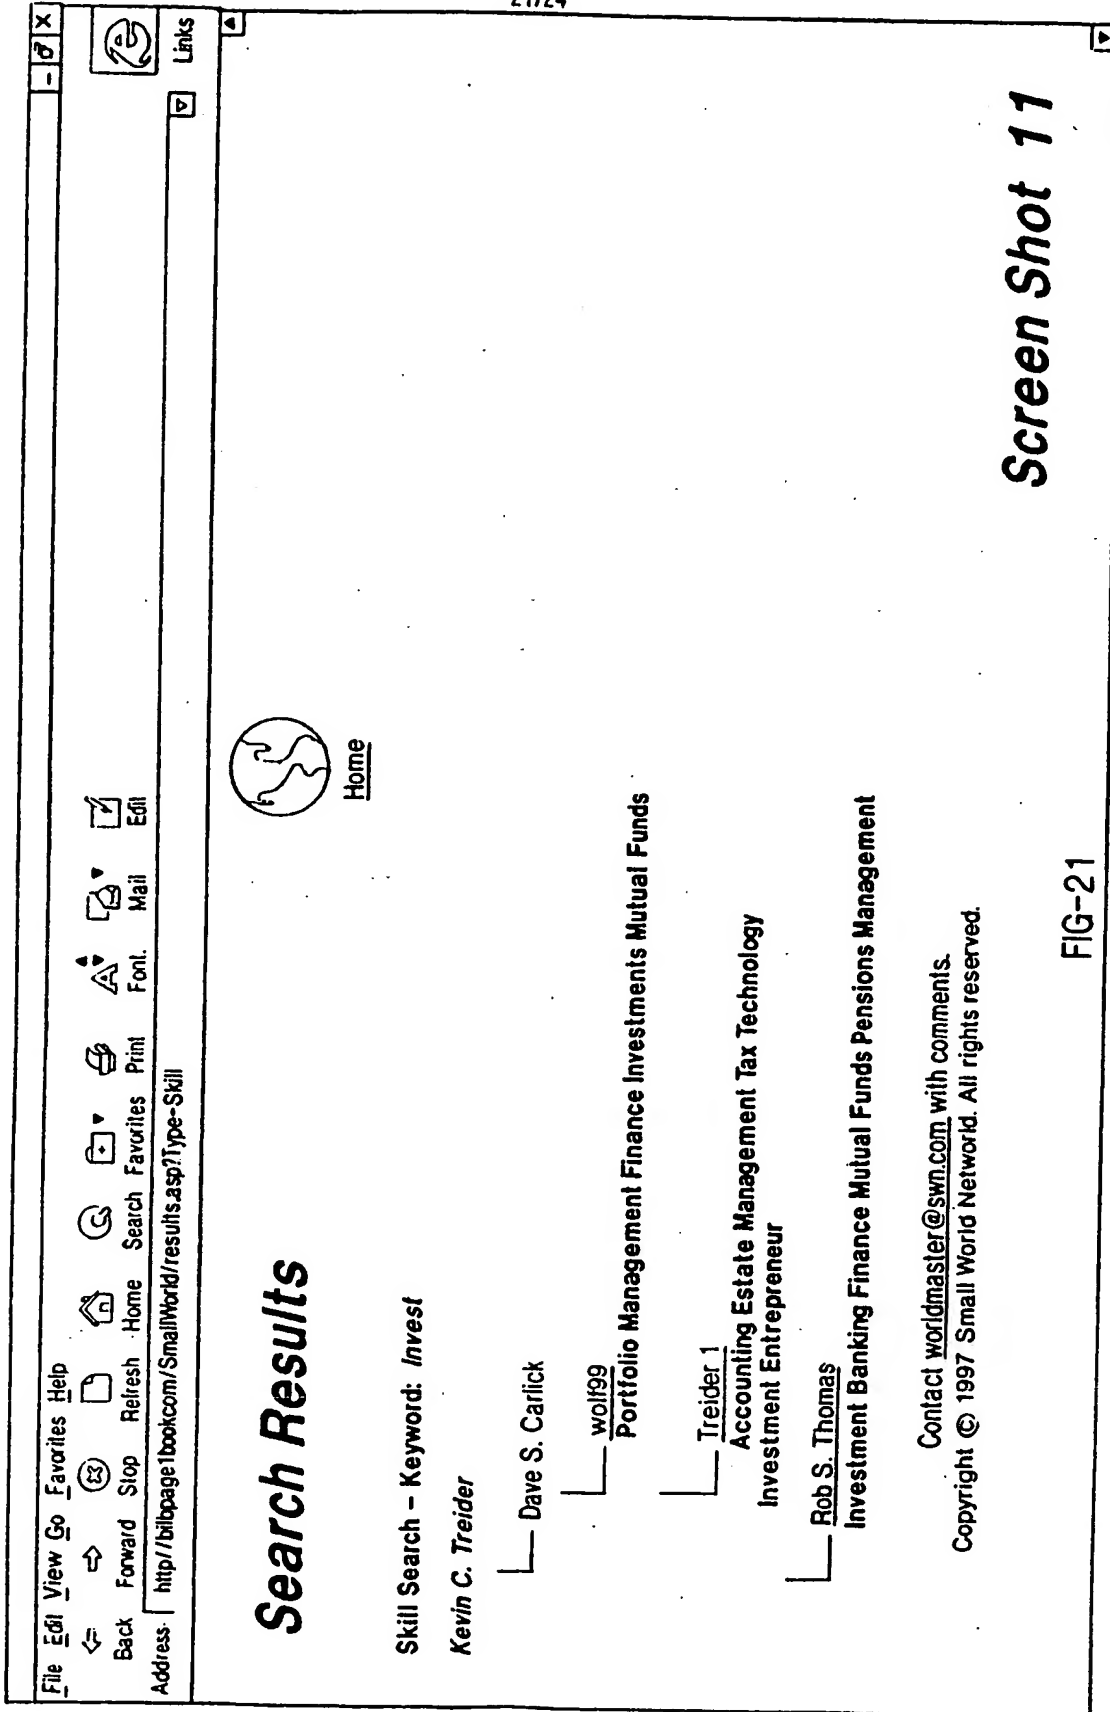 21/24
File Edit View Go Favorites Help
Back Forward Stop Refresh Home Search Favorites Print Font. Mail Edit
Address http//bilbpage1bookcom/SmallWorld/results.asp?Type-Skill
Links
Search Results
Home
Skill Search – Keyword: Invest
Kevin C. Treider
Dave S. Carlick
wolf99
Portfolio Management Finance Investments Mutual Funds
Treider 1
Accounting Estate Management Tax Technology
Investment Entrepreneur
Rob S. Thomas
Investment Banking Finance Mutual Funds Pensions Management
Contact worldmaster@swn.com with comments.
Copyright © 1997 Small World Network. All rights reserved.
Screen Shot 11
FIG-21